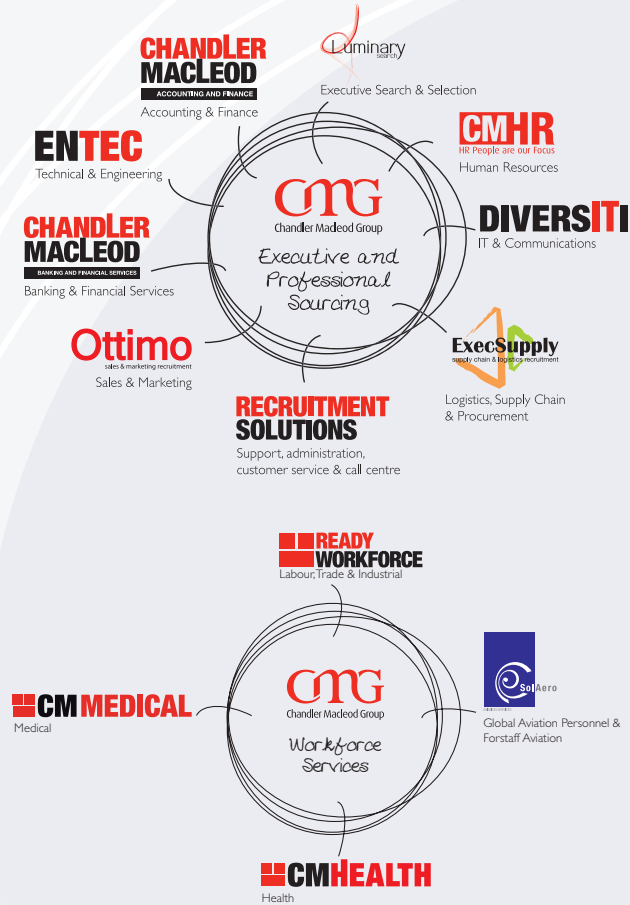 Luminary
search
Executive Search & Selection
CHANDLER
MACLEOD
ACCOUNTING AND FINANCE
Accounting & Finance
CMHR
HR People are our Focus
Human Resources
ENTEC
Technical & Engineering
CMG
Chandler Macleod Group
Executive and
Professional
Sourcing
DIVERSITI
IT & Communications
CHANDLER
MACLEOD
BANKING AND FINANCIAL SERVICES
Banking & Financial Services
Ottimo
sales & marketing recruitment
Sales & Marketing
ExecSupply
supply chain & logistics recruitment
Logistics, Supply Chain
& Procurement
RECRUITMENT
SOLUTIONS
Support, administration,
customer service & call centre
READY
WORKFORCE
Labour, Trade & Industrial
CMG
Chandler Macleod Group
Workforce
Services
CM MEDICAL
Medical
SolAero
Global Aviation Personnel &
Forstaff Aviation
CMHEALTH
Health